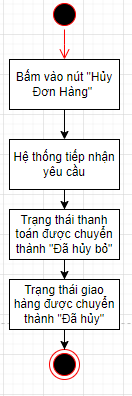 Bấm vào nút "Hủy
Đơn Hàng"
Hệ thống tiếp nhận
yêu cầu
Trạng thái thanh
toán được chuyển
thành "Đã hủy bỏ"
Trạng thái giao
hàng được chuyển
thành "Đã hủy"